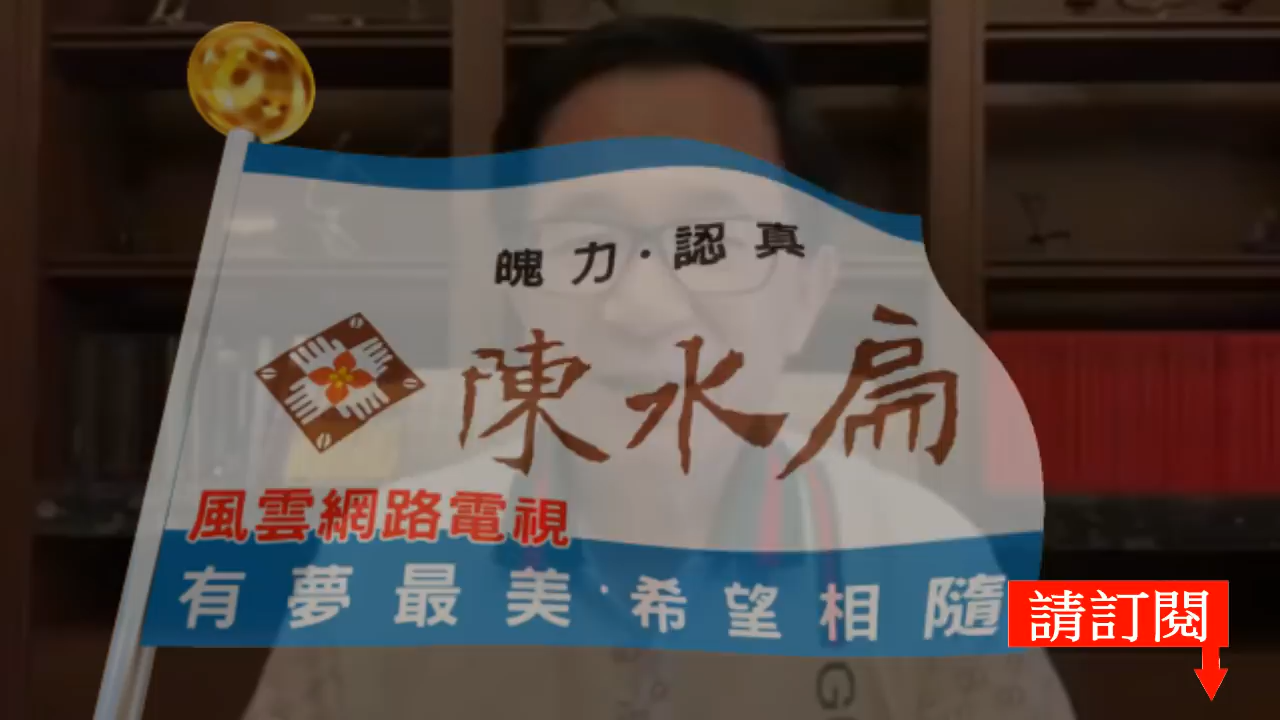 魄力·認真
陳水扁
風雲網路電視
有夢最美·希望相隨
請訂閱